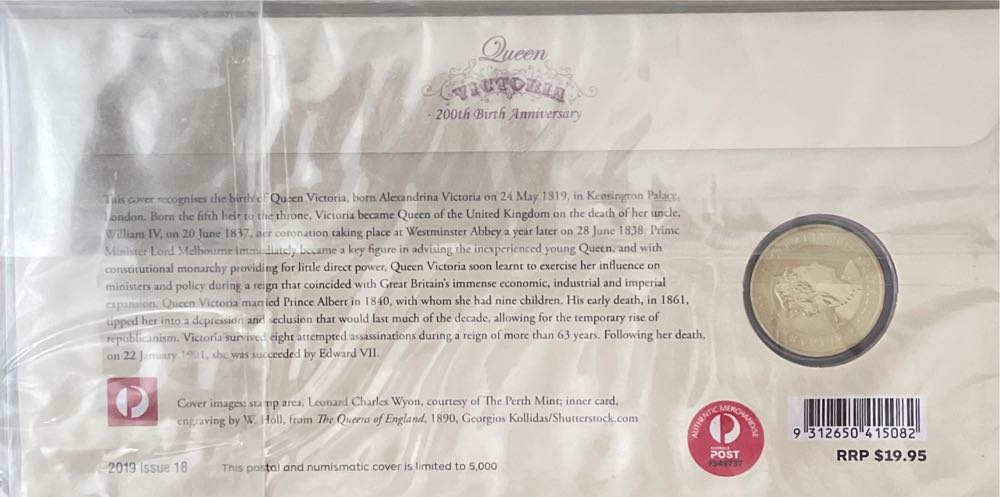 Queen
VICTORIA
- 200th Birth Anniversary
This cover recognises the birth of Queen Victoria, born Alexandrina Victoria on 24 May 1819, in Kensington Palace,
London. Born the fifth heir to the throne, Victoria became Queen of the United Kingdom on the death of her uncle,
William IV, on 20 June 1837, her coronation taking place at Westminster Abbey a year later on 28 June 1838. Prime
Minister Lord Melbourne immediately became a key figure in advising the inexperienced young Queen, and with
constitutional monarchy providing for little direct power, Queen Victoria soon learnt to exercise her influence on
ministers and policy during a reign that coincided with Great Britain's immense economic, industrial and imperial
expansion. Queen Victoria married Prince Albert in 1840, with whom she had nine children. His early death, in 1861,
tipped her into a depression and seclusion that would last much of the decade, allowing for the temporary rise of
republicanism. Victoria survived eight attempted assassinations during a reign of more than 63 years. Following her death,
on 22 January 1901, she was succeeded by Edward VII.
Cover images: stamp area, Leonard Charles Wyon, courtesy of The Perth Mint; inner card,
engraving by W. Holl, from The Queens of England, 1890, Georgios Kollidas/Shutterstock.com
AUTHENTIC MERCHANDISE
AUSTRALIA
POST
9 312650 415082
RRP $19.95
2019 Issue 18 This postal and numismatic cover is limited to 5,000